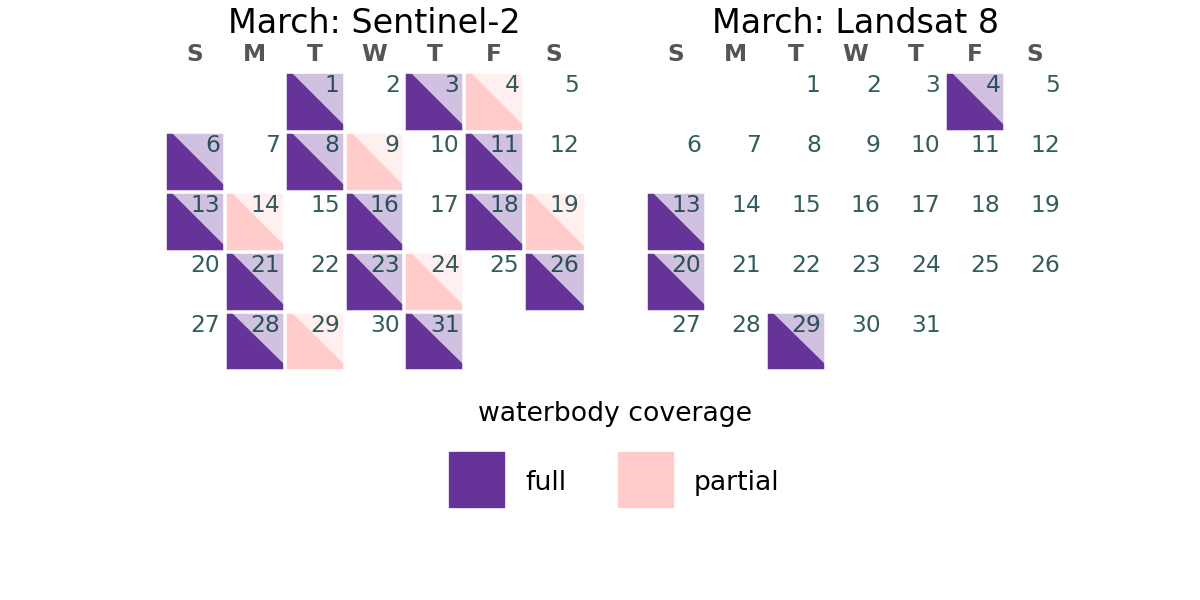 March: Sentinel-2
S M T W T F S
1 2 3 4 5
6 7 8 9 10 11 12
13 14 15 16 17 18 19
20 21 22 23 24 25 26
27 28 29 30 31
March: Landsat 8
S M T W T F S
1 2 3 4 5
6 7 8 9 10 11 12
13 14 15 16 17 18 19
20 21 22 23 24 25 26
27 28 29 30 31
waterbody coverage
full partial